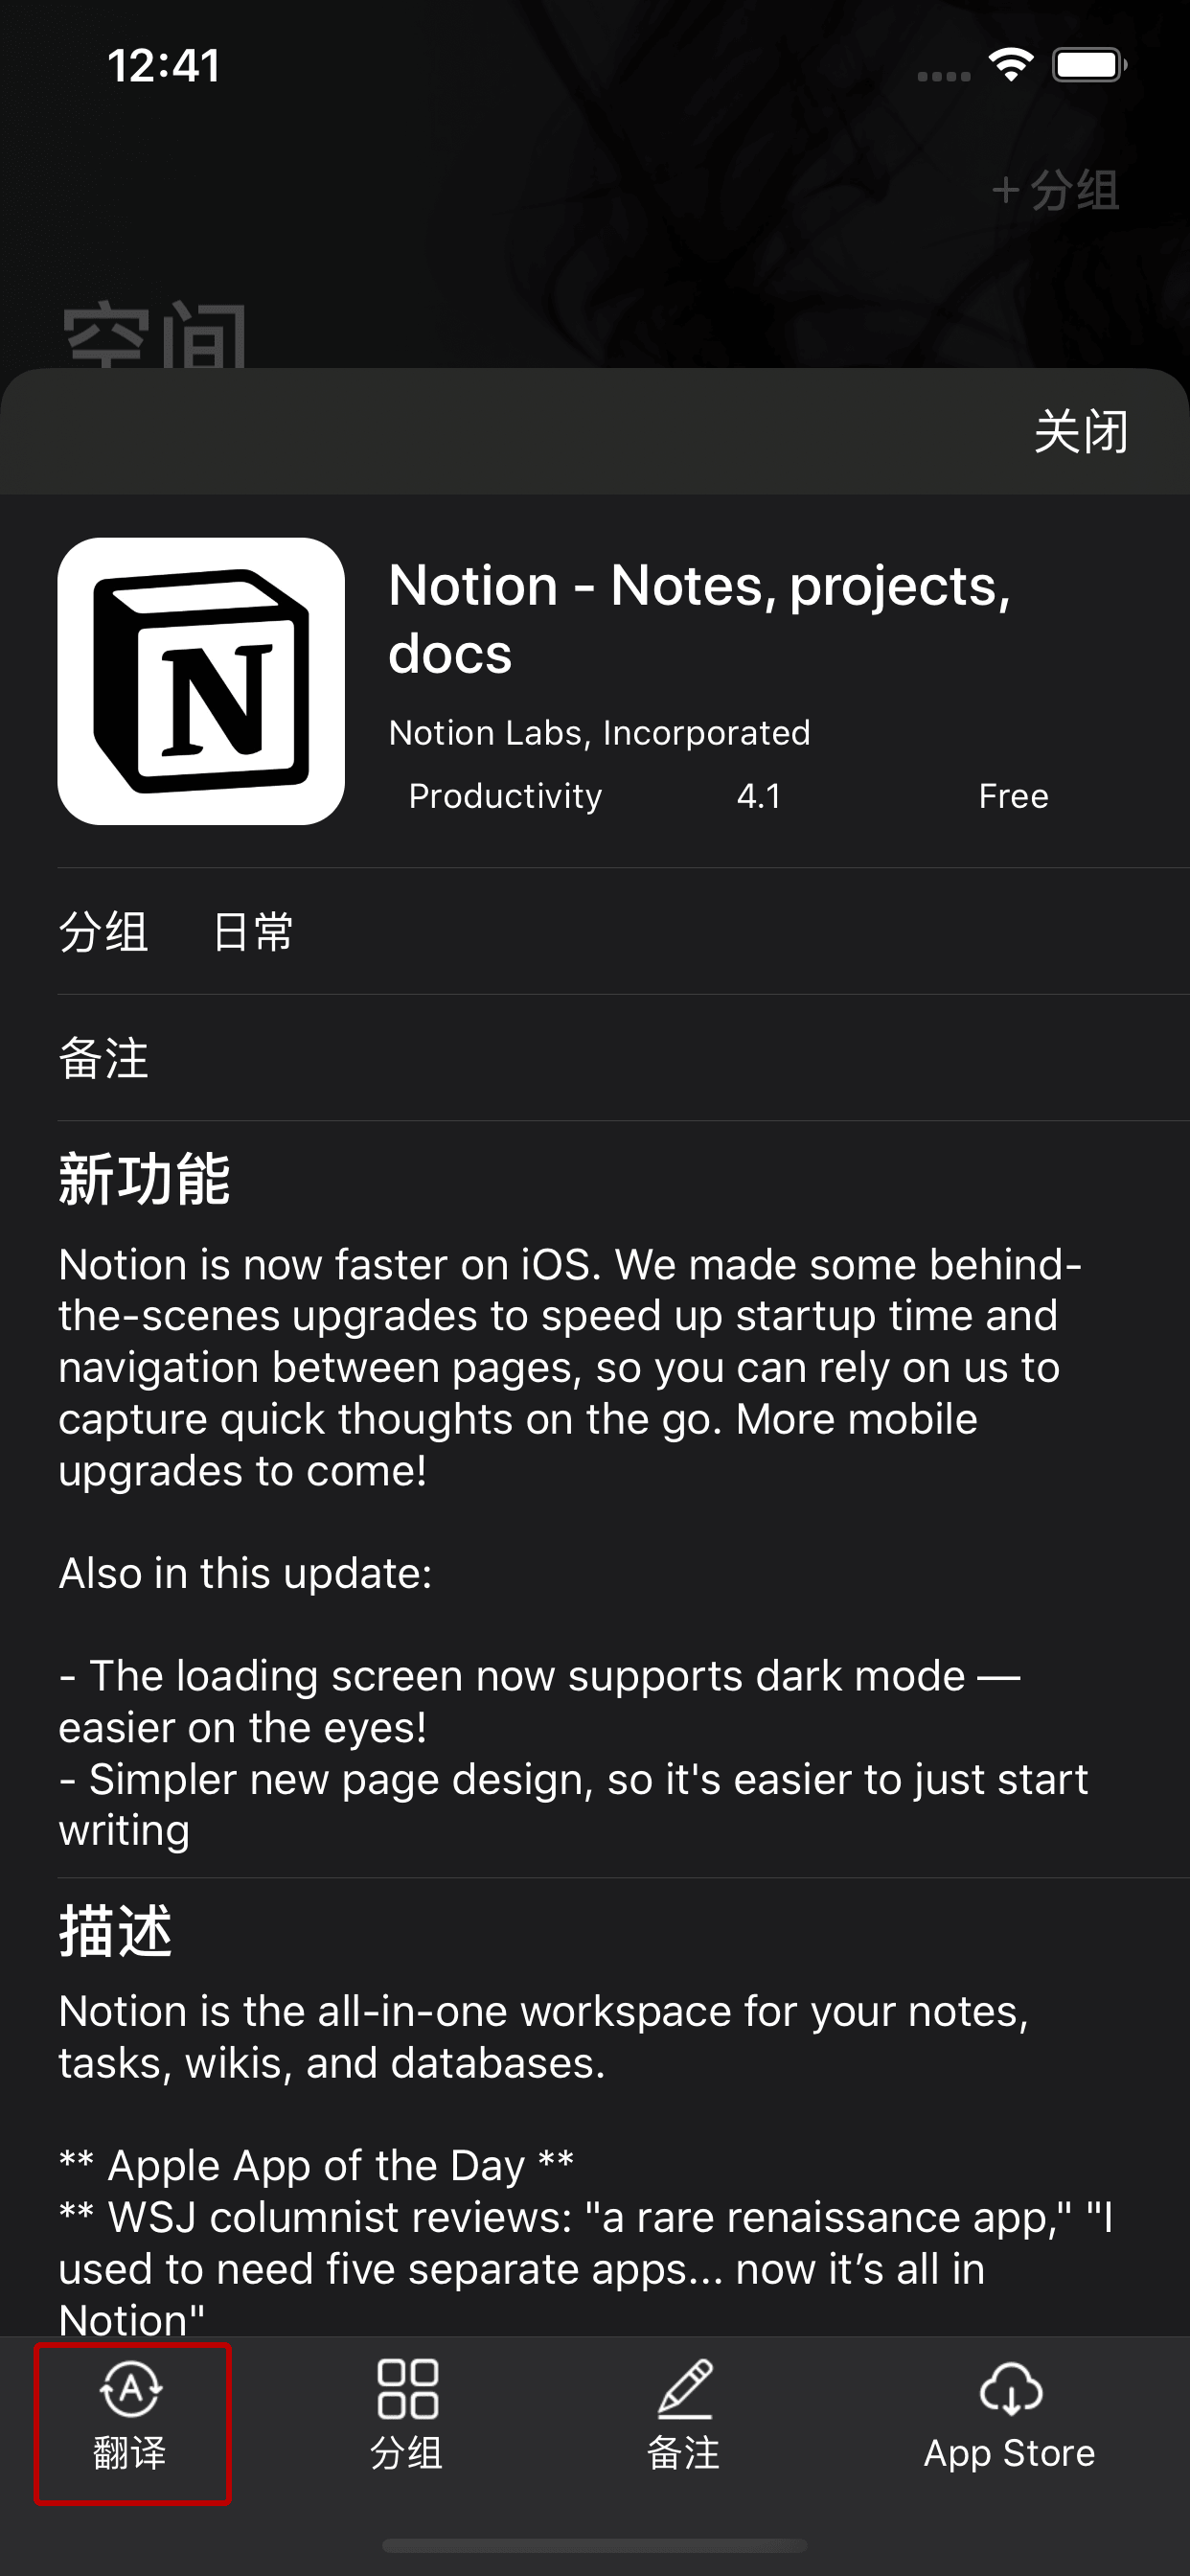 12:41
+分组
空间
关闭
N
Notion - Notes, projects,
docs
Notion Labs, Incorporated
Productivity 4.1 Free
分组 日常
备注
新功能
Notion is now faster on iOS. We made some behind-
the-scenes upgrades to speed up startup time and
navigation between pages, so you can rely on us to
capture quick thoughts on the go. More mobile
upgrades to come!
Also in this update:
- The loading screen now supports dark mode —
easier on the eyes!
- Simpler new page design, so it's easier to just start
writing
描述
Notion is the all-in-one workspace for your notes,
tasks, wikis, and databases.
** Apple App of the Day **
** WSJ columnist reviews: "a rare renaissance app," "I
used to need five separate apps... now it’s all in
Notion"
A
翻译 分组 备注 App Store